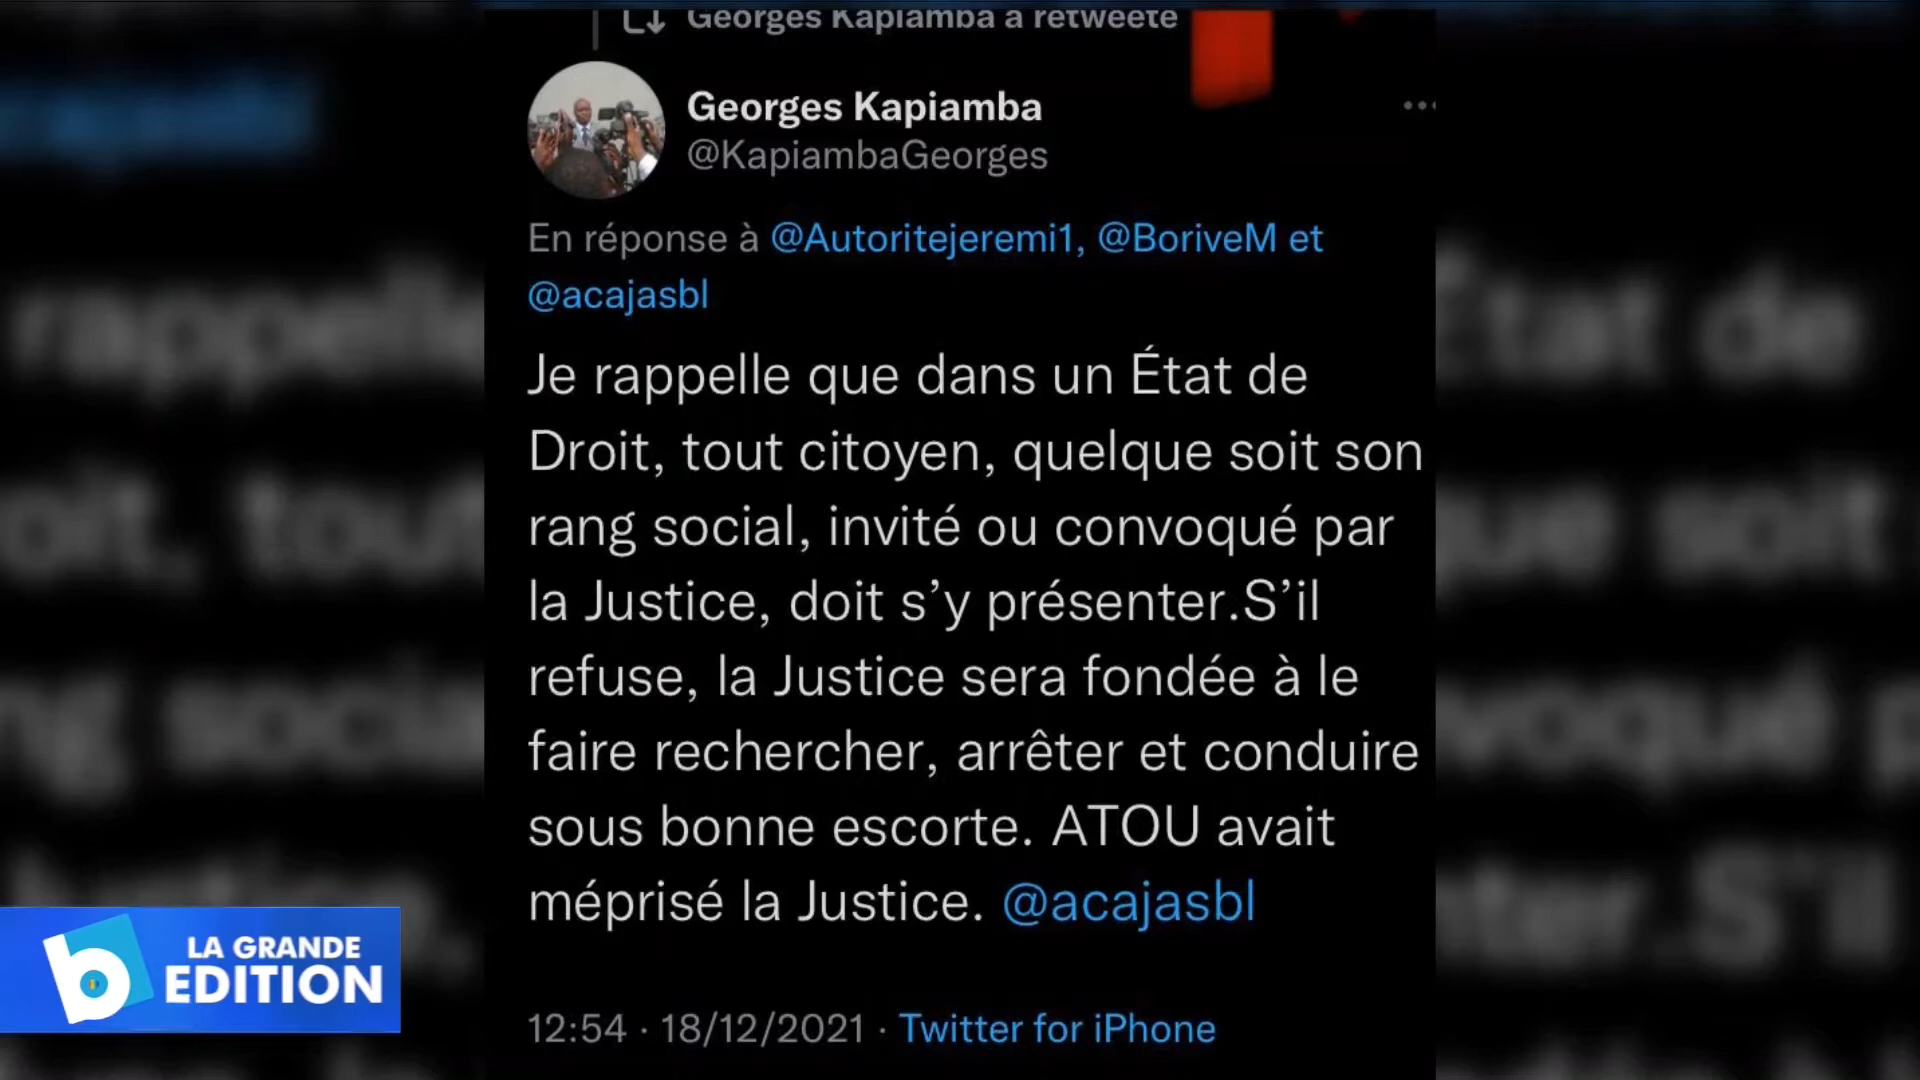 Georges Kapiamba a retweeté
Georges Kapiamba
@KapiambaGeorges
En réponse à @Autoritejeremi1, @BoriveM et
@acajasbl
Je rappelle que dans un État de
Droit, tout citoyen, quelque soit son
rang social, invité ou convoqué par
la Justice, doit s’y présenter.S’il
refuse, la Justice sera fondée à le
faire rechercher, arrêter et conduire
sous bonne escorte. ATOU avait
méprisé la Justice. @acajasbl
12:54 · 18/12/2021 · Twitter for iPhone
b
LA GRANDE
EDITION